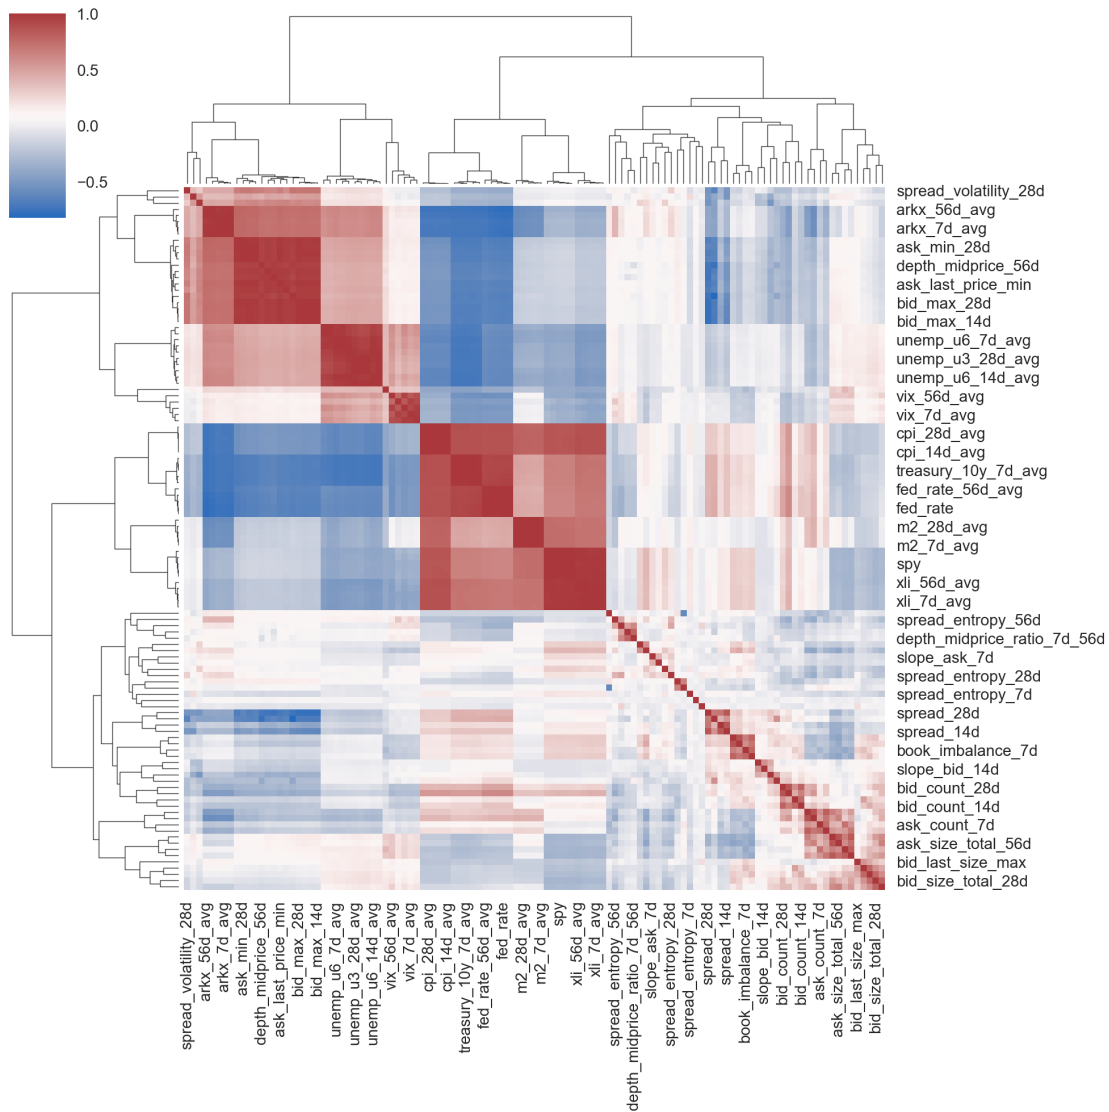 1.0
0.0
−0.5
spread_volatility_28d
arkx_56d_avg
arkx_7d_avg
ask_min_28d
depth_midprice_56d
ask_last_price_min
bid_max_28d
bid_max_14d
unemp_u6_7d_avg
unemp_u3_28d_avg
unemp_u6_14d_avg
vix_56d_avg
vix_7d_avg
cpi_28d_avg
cpi_14d_avg
treasury_10y_7d_avg
fed_rate_56d_avg
fed_rate
m2_28d_avg
m2_7d_avg
spy
xli_56d_avg
xli_7d_avg
spread_entropy_56d
depth_midprice_ratio_7d_56d
slope_ask_7d
spread_entropy_28d
spread_entropy_7d
spread_28d
spread_14d
book_imbalance_7d
slope_bid_14d
bid_count_28d
bid_count_14d
ask_count_7d
ask_size_total_56d
bid_last_size_max
bid_size_total_28d
spread_volatility_28d
arkx_56d_avg
arkx_7d_avg
ask_min_28d
depth_midprice_56d
ask_last_price_min
bid_max_28d
bid_max_14d
unemp_u6_7d_avg
unemp_u3_28d_avg
unemp_u6_14d_avg
vix_56d_avg
vix_7d_avg
cpi_28d_avg
cpi_14d_avg
treasury_10y_7d_avg
fed_rate_56d_avg
fed_rate
m2_28d_avg
m2_7d_avg
spy
xli_56d_avg
xli_7d_avg
spread_entropy_56d
depth_midprice_ratio_7d_56d
slope_ask_7d
spread_entropy_28d
spread_entropy_7d
spread_28d
spread_14d
book_imbalance_7d
slope_bid_14d
bid_count_28d
bid_count_14d
ask_count_7d
ask_size_total_56d
bid_last_size_max
bid_size_total_28d